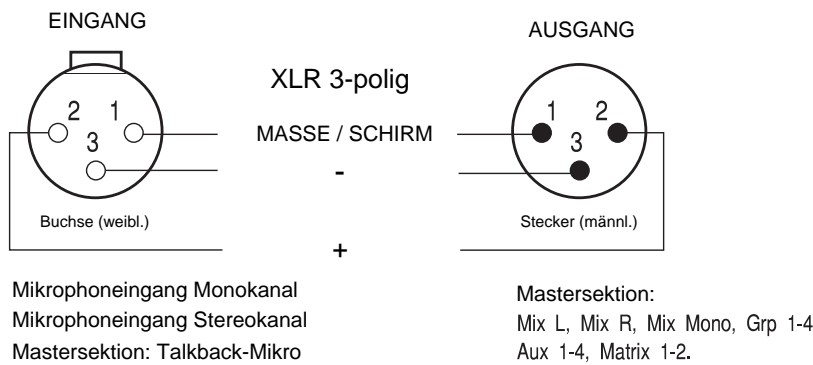 EINGANG
AUSGANG
XLR 3-polig
2 1
3
MASSE / SCHIRM
1 2
3
-
Buchse (weibl.)
Stecker (männl.)
+
Mikrophoneingang Monokanal
Mikrophoneingang Stereokanal
Mastersektion: Talkback-Mikro
Mastersektion:
Mix L, Mix R, Mix Mono, Grp 1-4
Aux 1-4, Matrix 1-2.